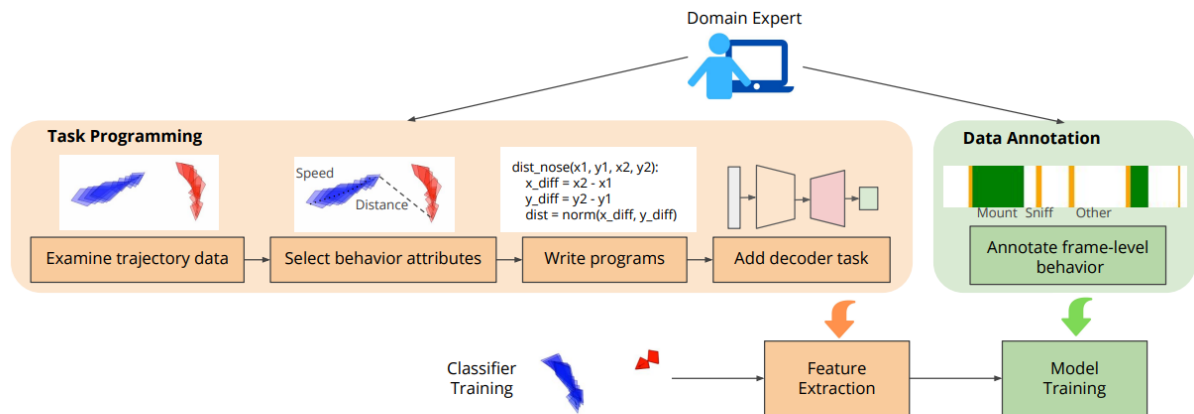 Domain Expert
Task Programming
Speed
Distance
dist_nose(x1, y1, x2, y2):
x_diff = x2 - x1
y_diff = y2 - y1
dist = norm(x_diff, y_diff)
Examine trajectory data
Select behavior attributes
Write programs
Add decoder task
Data Annotation
Mount Sniff Other
Annotate frame-level
behavior
Classifier
Training
Feature
Extraction
Model
Training